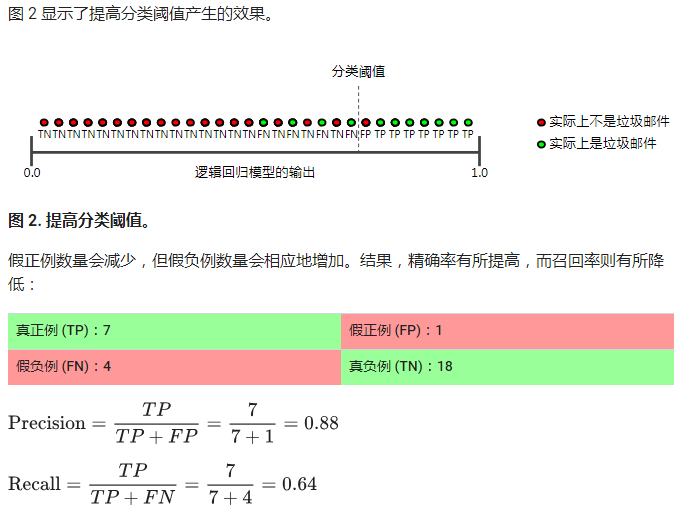 图 2 显示了提高分类阈值产生的效果。
分类阈值
TN TN TN TN TN TN TN TN TN TN TN TN TN TN TN FN TN FN TN FN TN FN FP TP TP TP TP TP TP TP
实际上不是垃圾邮件
实际上是垃圾邮件
0.0 逻辑回归模型的输出 1.0
图 2. 提高分类阈值。
假正例数量会减少，但假负例数量会相应地增加。结果，精确率有所提高，而召回率则有所降
低：
真正例 (TP)：7 假正例 (FP)：1
假负例 (FN)：4 真负例 (TN)：18
Precision = TP / (TP + FP) = 7 / (7 + 1) = 0.88
Recall = TP / (TP + FN) = 7 / (7 + 4) = 0.64